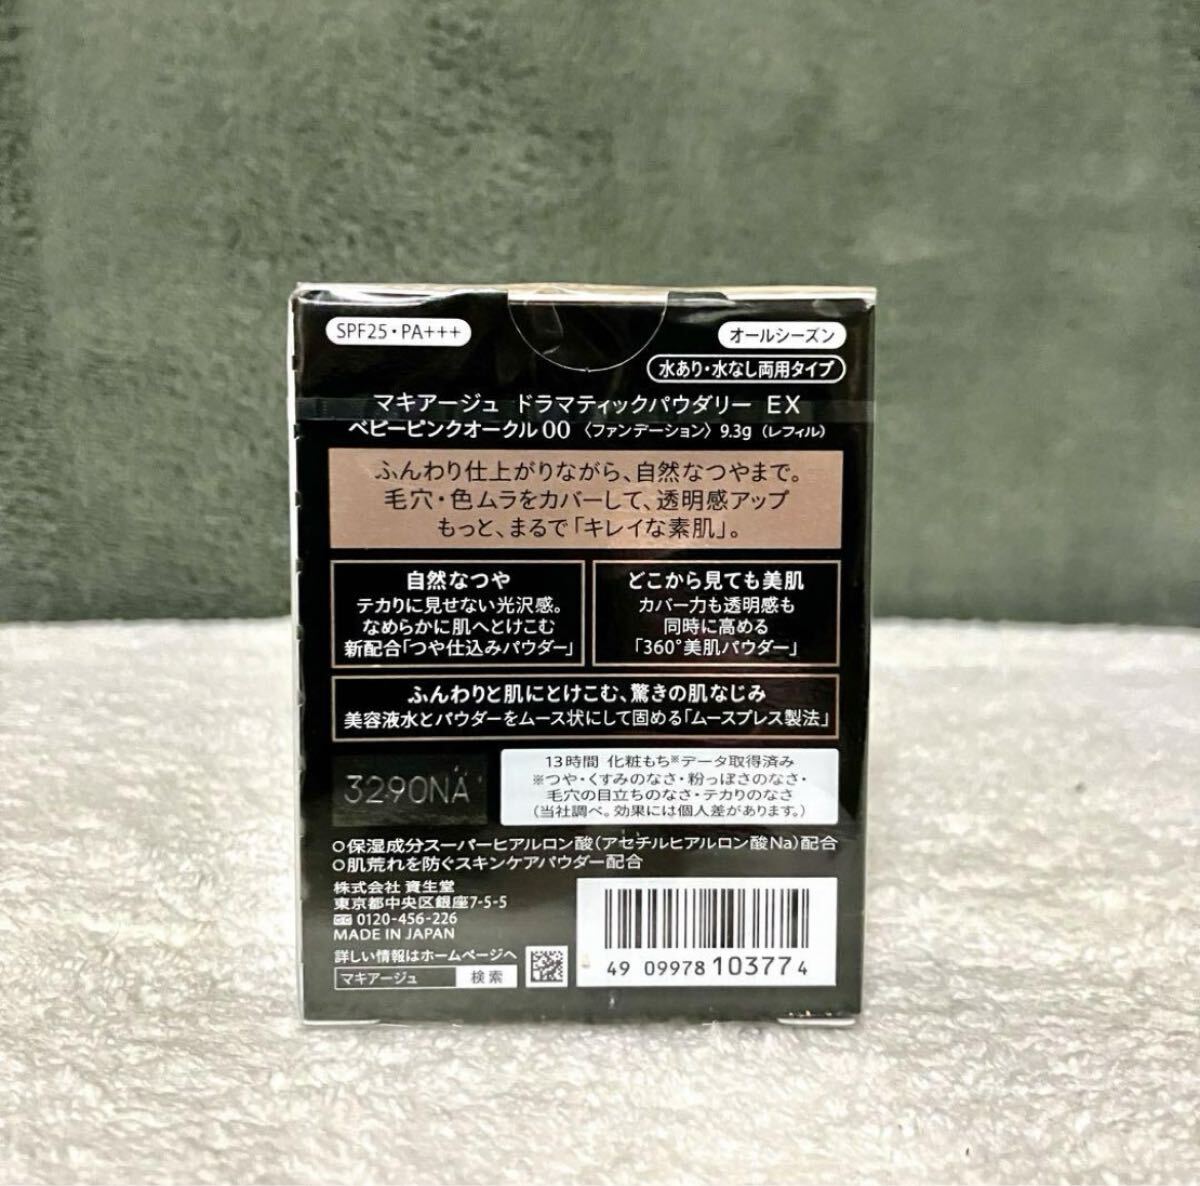 SPF25・PA+++
オールシーズン
水あり・水なし両用タイプ
マキアージュ ドラマティックパウダリー EX
ベビーピンクオークル00 〈ファンデーション〉 9.3g (レフィル)
ふんわり仕上がりながら、自然なつやまで。
毛穴・色ムラをカバーして、透明感アップ
もっと、まるで「キレイな素肌」。
自然なつや
テカりに見せない光沢感。
なめらかに肌へとけこむ
新配合「つや仕込みパウダー」
どこから見ても美肌
カバー力も透明感も
同時に高める
「360°美肌パウダー」
ふんわりと肌にとけこむ、驚きの肌なじみ
美容液水とパウダーをムース状にして固める「ムースプレス製法」
3290NA
13時間 化粧もち※データ取得済み
※つや・くすみのなさ・粉っぽさのなさ・
毛穴の目立ちのなさ・テカりのなさ
(当社調べ。効果には個人差があります。)
○保湿成分スーパーヒアルロン酸(アセチルヒアルロン酸Na)配合
○肌荒れを防ぐスキンケアパウダー配合
株式会社 資生堂
東京都中央区銀座7-5-5
0120-456-226
MADE IN JAPAN
詳しい情報はホームページへ
マキアージュ 検索
49 09978 103774